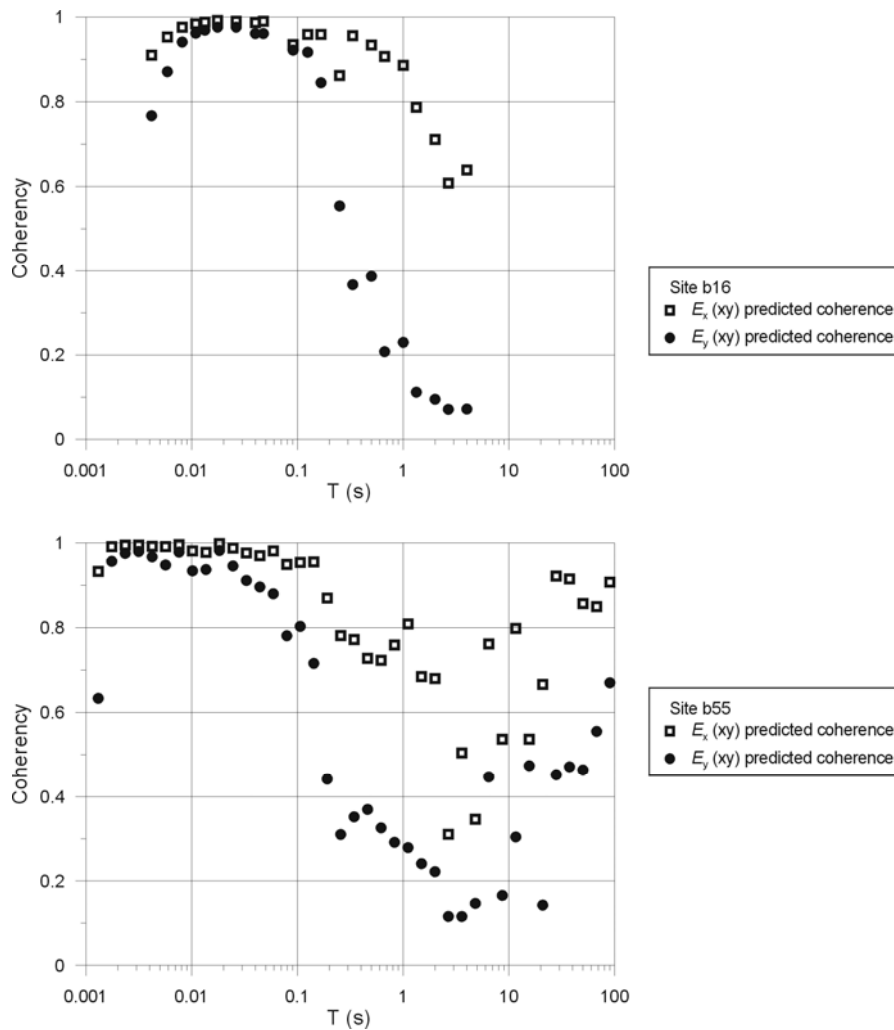 1
0.8
0.6
0.4
0.2
0
Coherency
0.001 0.01 0.1 1 10 100
T (s)
Site b16
Ex (xy) predicted coherence
Ey (xy) predicted coherence
1
0.8
0.6
0.4
0.2
0
Coherency
0.001 0.01 0.1 1 10 100
T (s)
Site b55
Ex (xy) predicted coherence
Ey (xy) predicted coherence